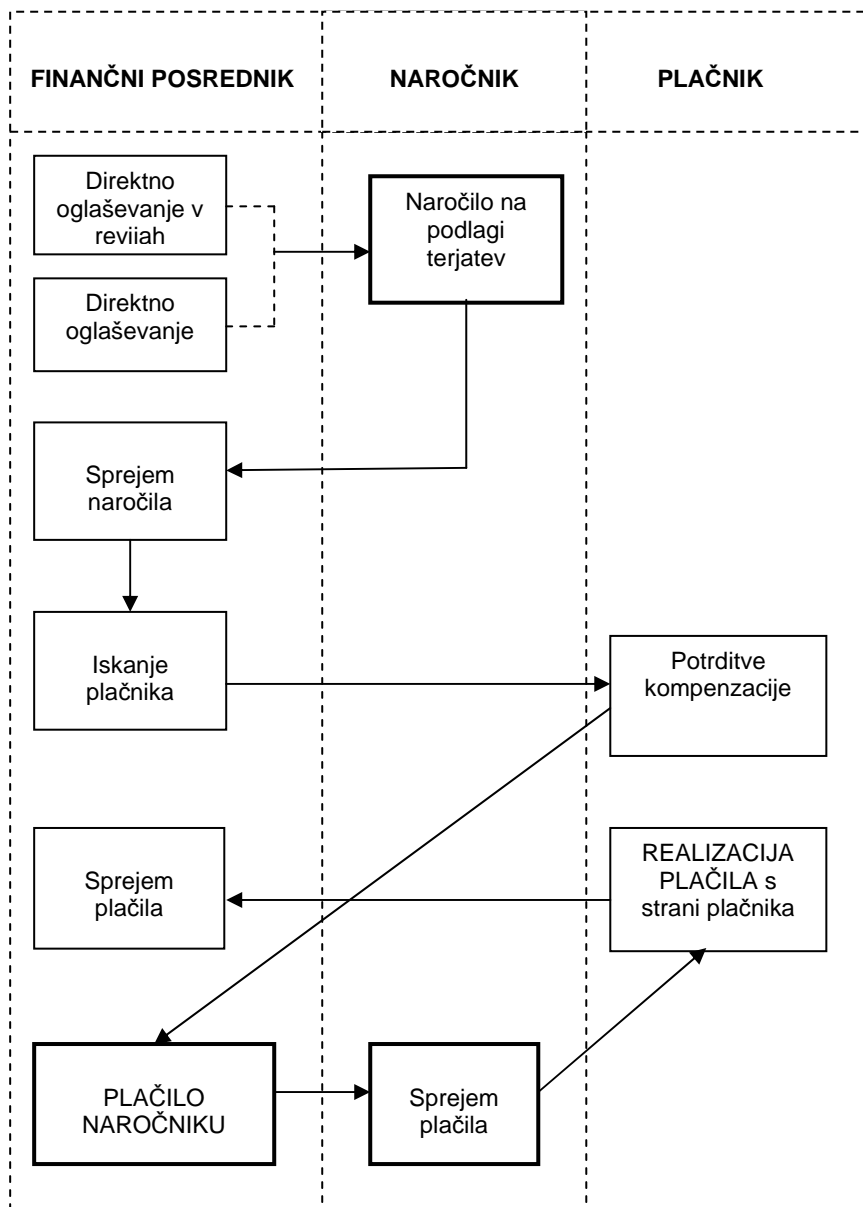 FINANČNI POSREDNIK
NAROČNIK
PLAČNIK
Direktno
oglaševanje v
reviiah
Naročilo na
podlagi
terjatev
Direktno
oglaševanje
Sprejem
naročila
Iskanje
plačnika
Potrditve
kompenzacije
Sprejem
plačila
REALIZACIJA
PLAČILA s
strani plačnika
PLAČILO
NAROČNIKU
Sprejem
plačila